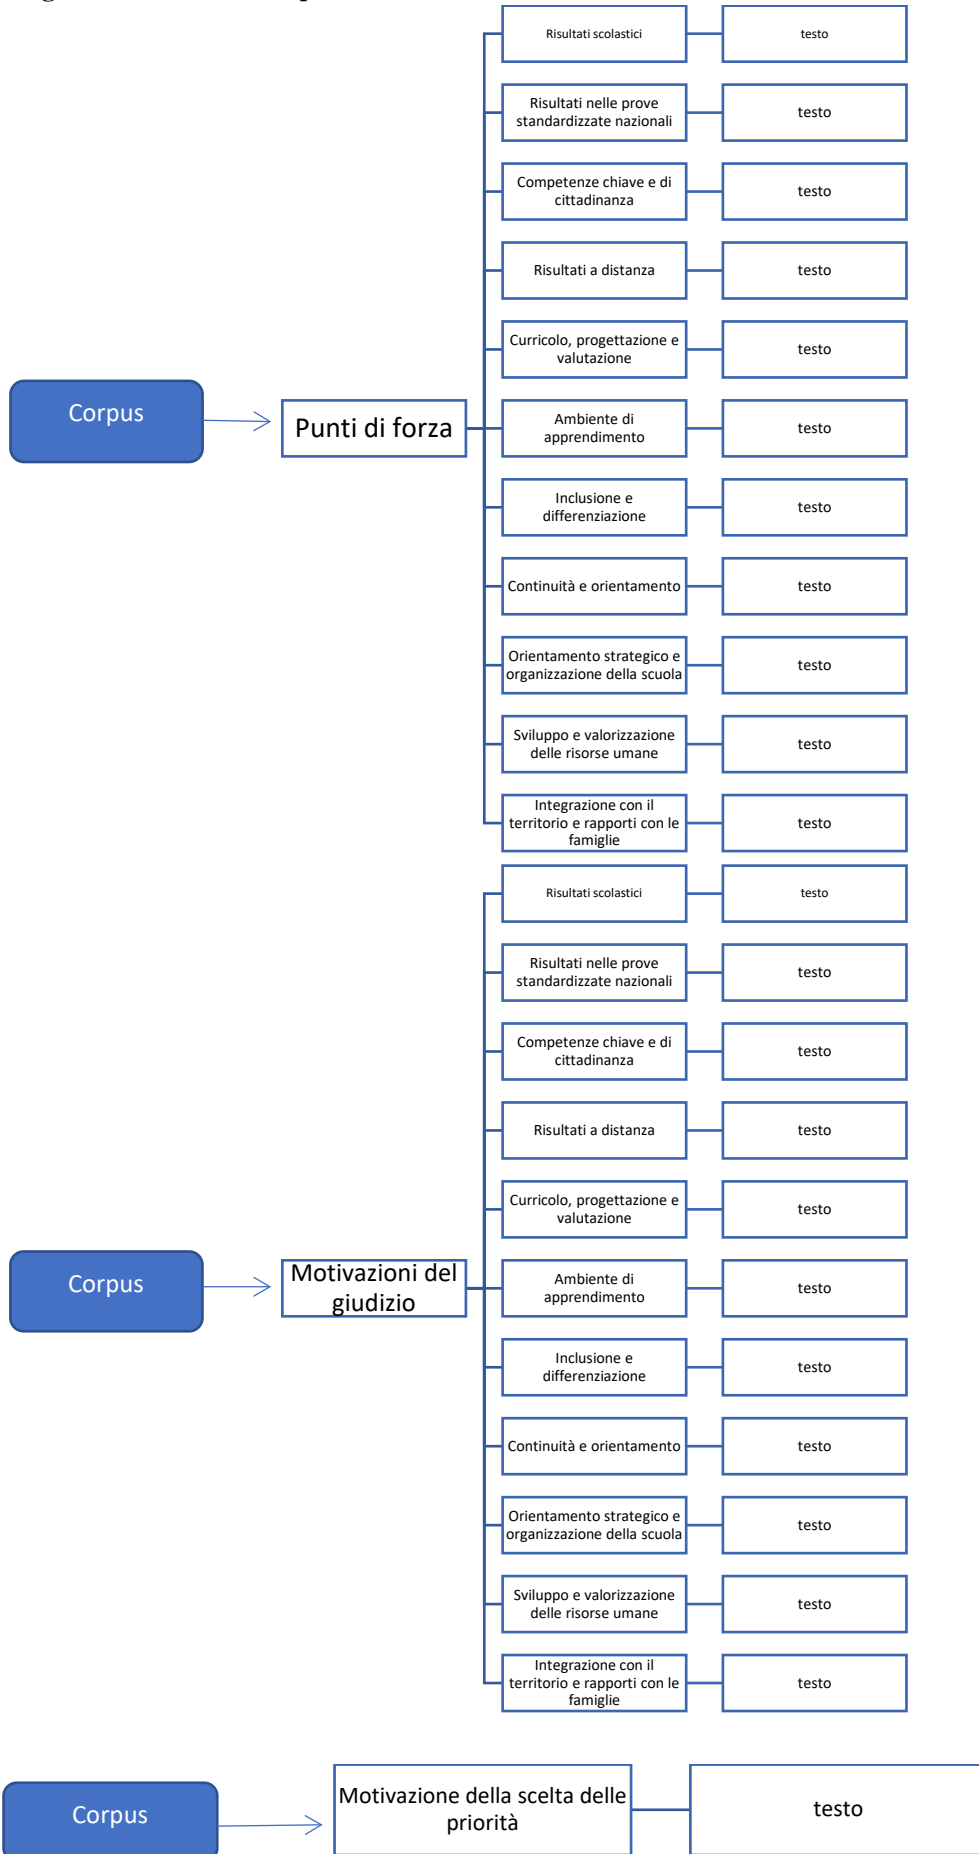 Risultati scolastici
testo
Risultati nelle prove
standardizzate nazionali
testo
Competenze chiave e di
cittadinanza
testo
Risultati a distanza
testo
Curricolo, progettazione e
valutazione
testo
Corpus
Punti di forza
Ambiente di
apprendimento
testo
Inclusione e
differenziazione
testo
Continuità e orientamento
testo
Orientamento strategico e
organizzazione della scuola
testo
Sviluppo e valorizzazione
delle risorse umane
testo
Integrazione con il
territorio e rapporti con le
famiglie
testo
Risultati scolastici
testo
Risultati nelle prove
standardizzate nazionali
testo
Competenze chiave e di
cittadinanza
testo
Risultati a distanza
testo
Curricolo, progettazione e
valutazione
testo
Corpus
Motivazioni del
giudizio
Ambiente di
apprendimento
testo
Inclusione e
differenziazione
testo
Continuità e orientamento
testo
Orientamento strategico e
organizzazione della scuola
testo
Sviluppo e valorizzazione
delle risorse umane
testo
Integrazione con il
territorio e rapporti con le
famiglie
testo
Corpus
Motivazione della scelta delle
priorità
testo